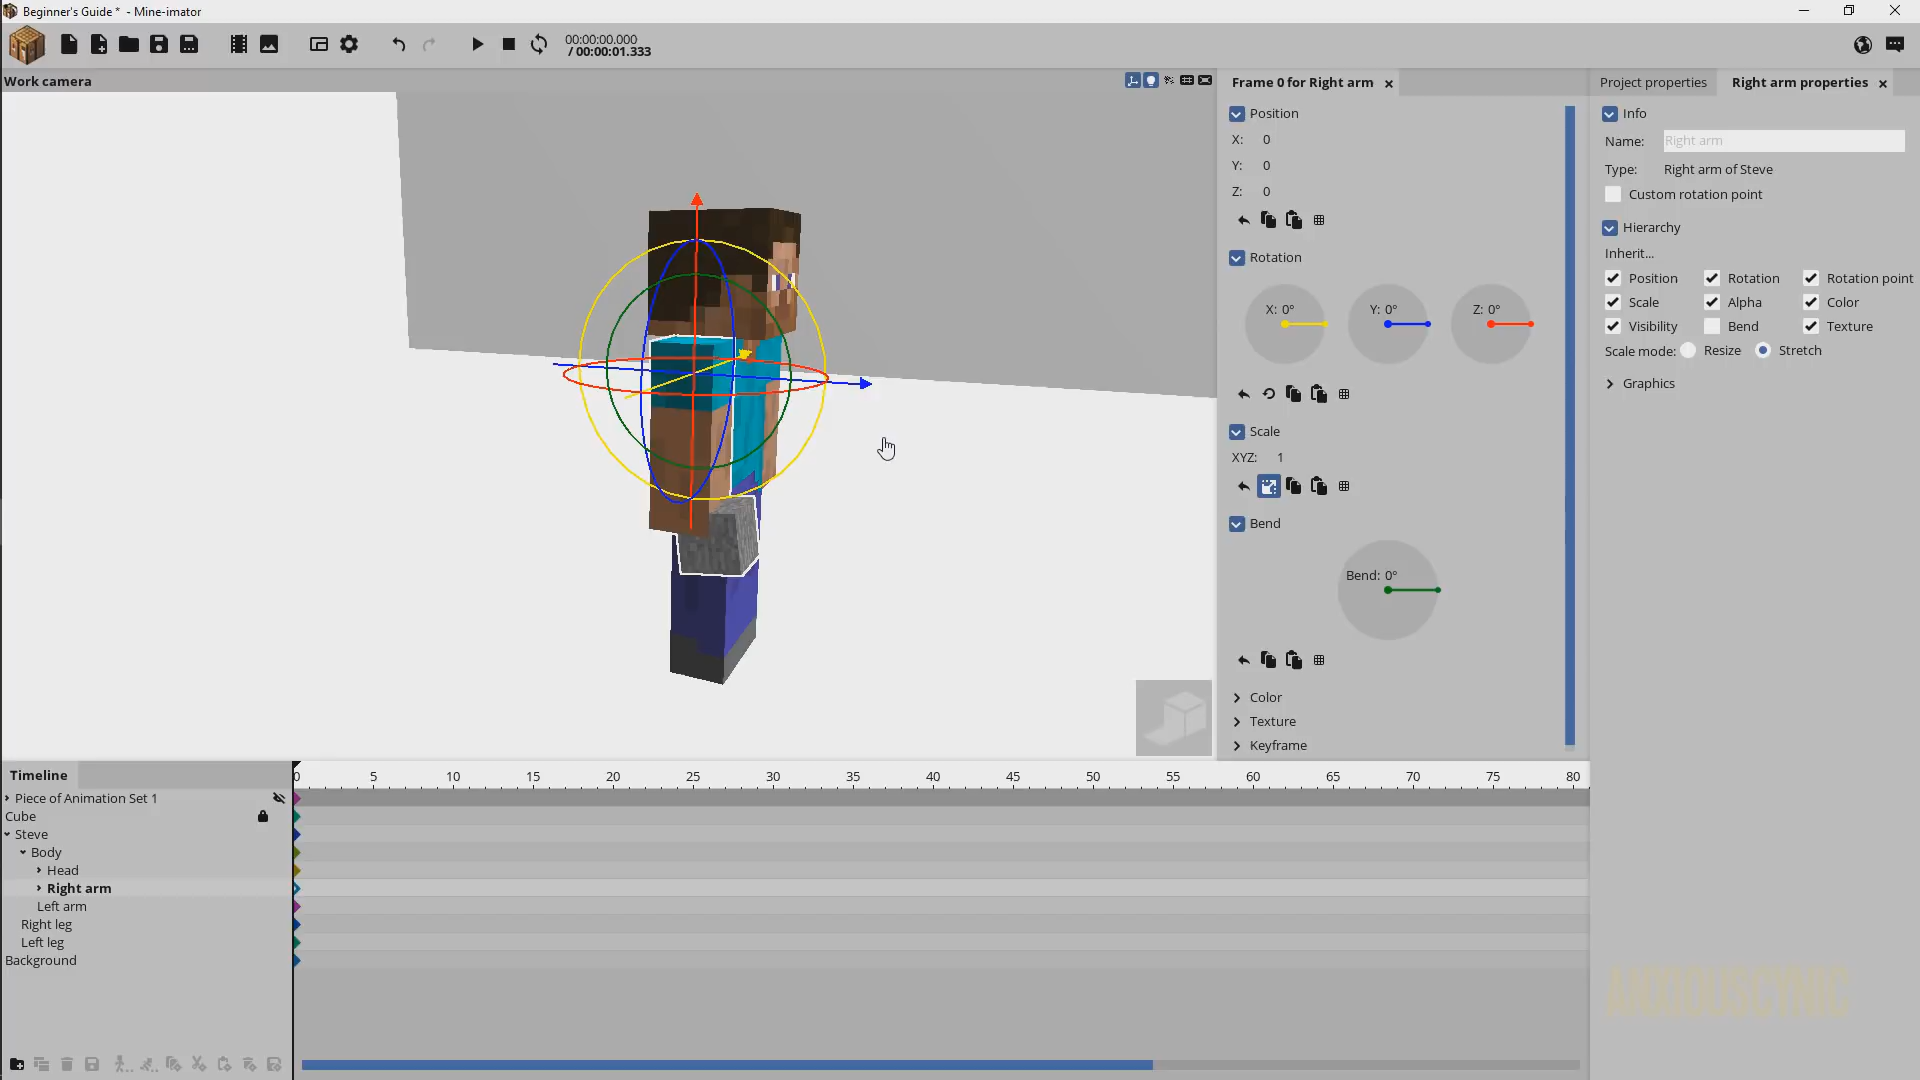 Beginner's Guide * - Mine-imator
00:00:00.000
/ 00:00:01.333
Work camera
Frame 0 for Right arm
Position
X: 0
Y: 0
Z: 0
Rotation
X: 0° Y: 0° Z: 0°
Scale
XYZ: 1
Bend
Bend: 0°
Color
Texture
Keyframe
Project properties Right arm properties
Info
Name: Right arm
Type: Right arm of Steve
Custom rotation point
Hierarchy
Inherit...
Position Rotation Rotation point
Scale Alpha Color
Visibility Bend Texture
Scale mode: Resize Stretch
Graphics
Timeline
0 5 10 15 20 25 30 35 40 45 50 55 60 65 70 75 80
Piece of Animation Set 1
Cube
Steve
Body
Head
Right arm
Left arm
Right leg
Left leg
Background
ANXIOUSCYNIC